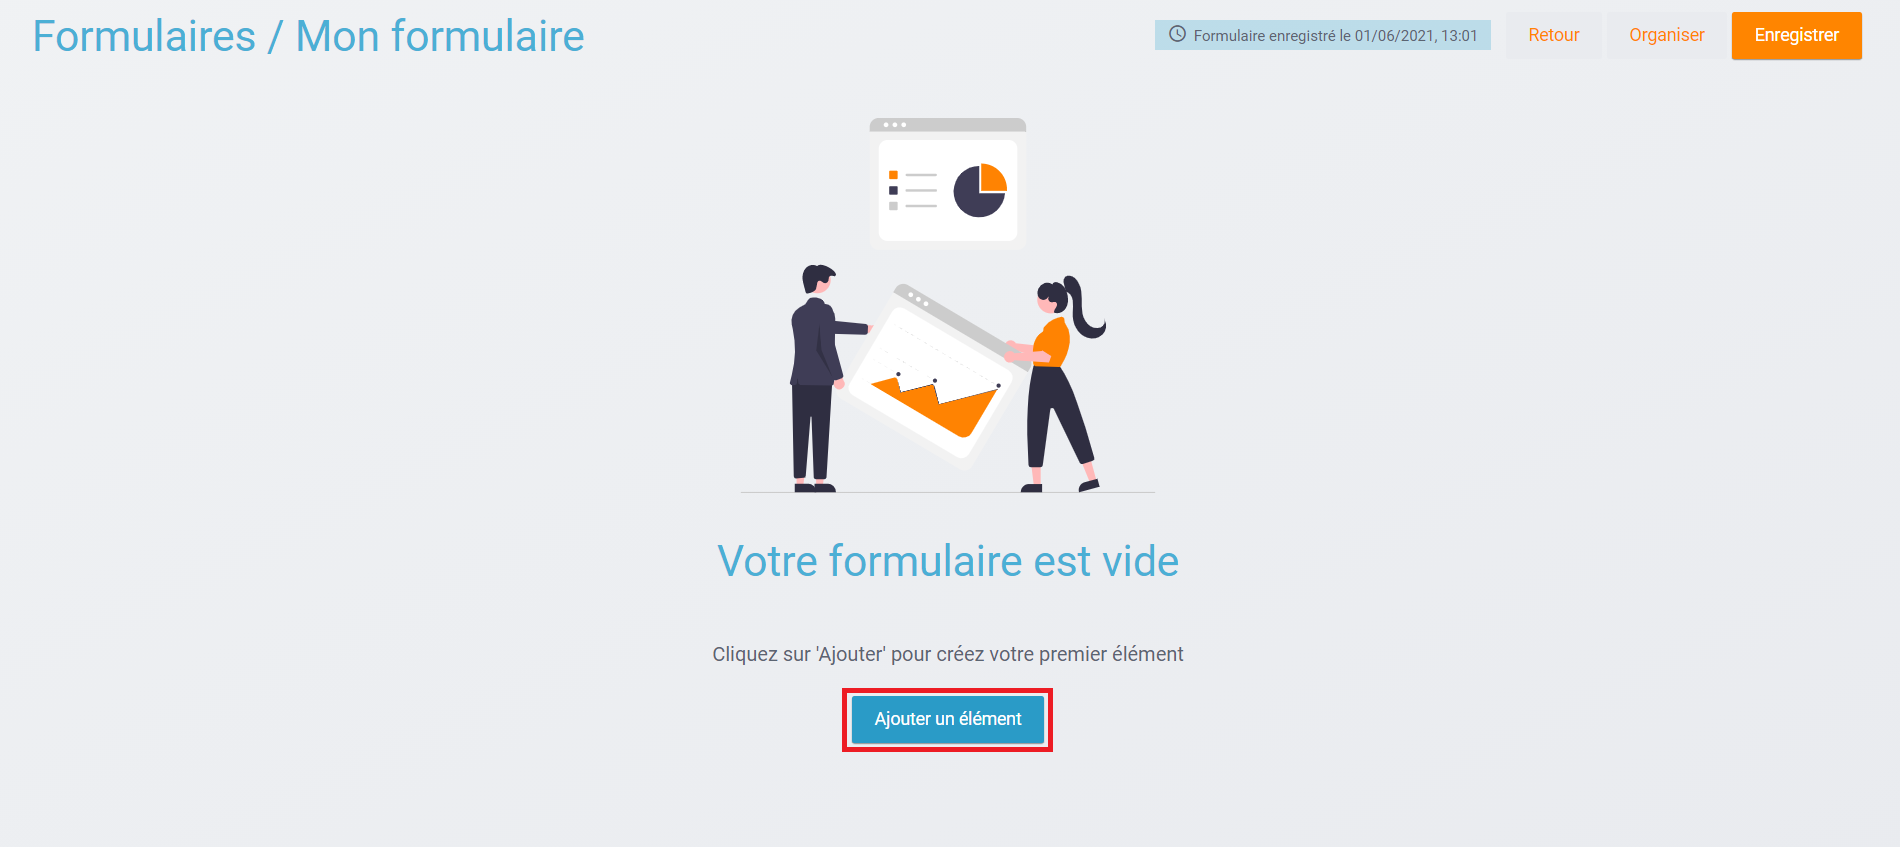 Formulaires / Mon formulaire
Formulaire enregistré le 01/06/2021, 13:01
Retour
Organiser
Enregistrer
Votre formulaire est vide
Cliquez sur 'Ajouter' pour créez votre premier élément
Ajouter un élément